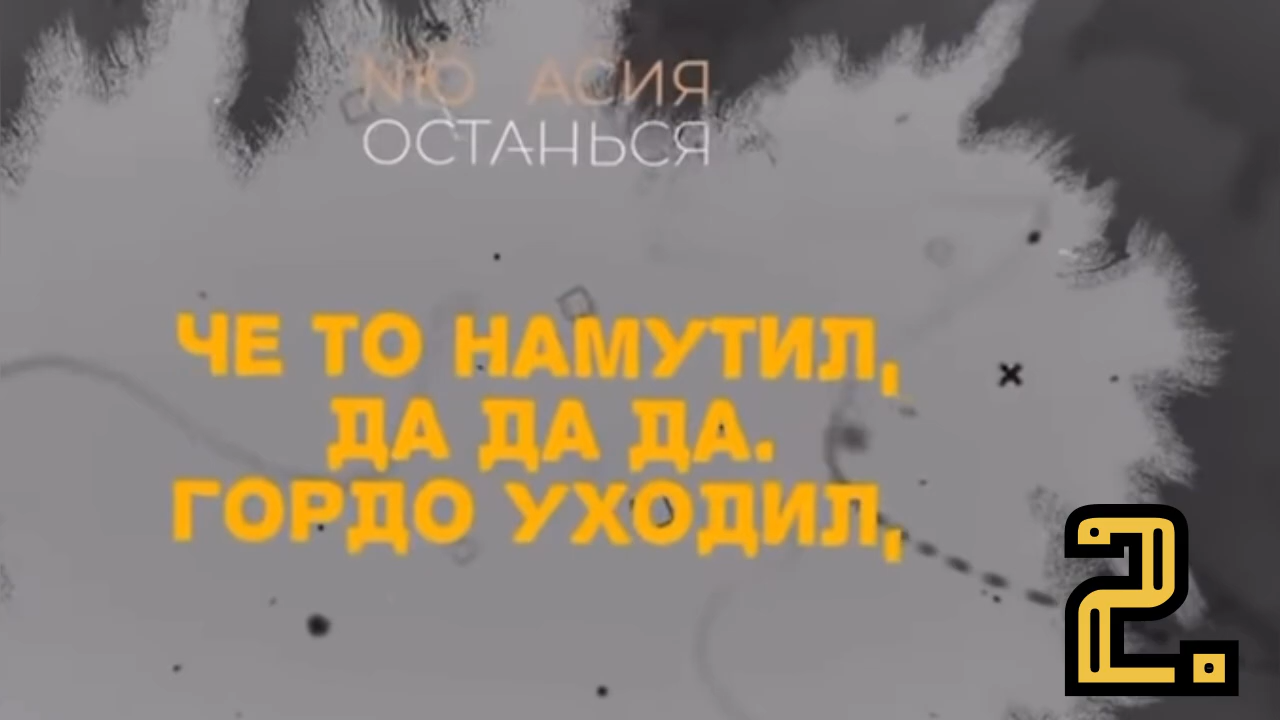 NЮ АСИЯ
ОСТАНЬСЯ
ЧЕ ТО НАМУТИЛ,
ДА ДА ДА.
ГОРДО УХОДИЛ,
2.